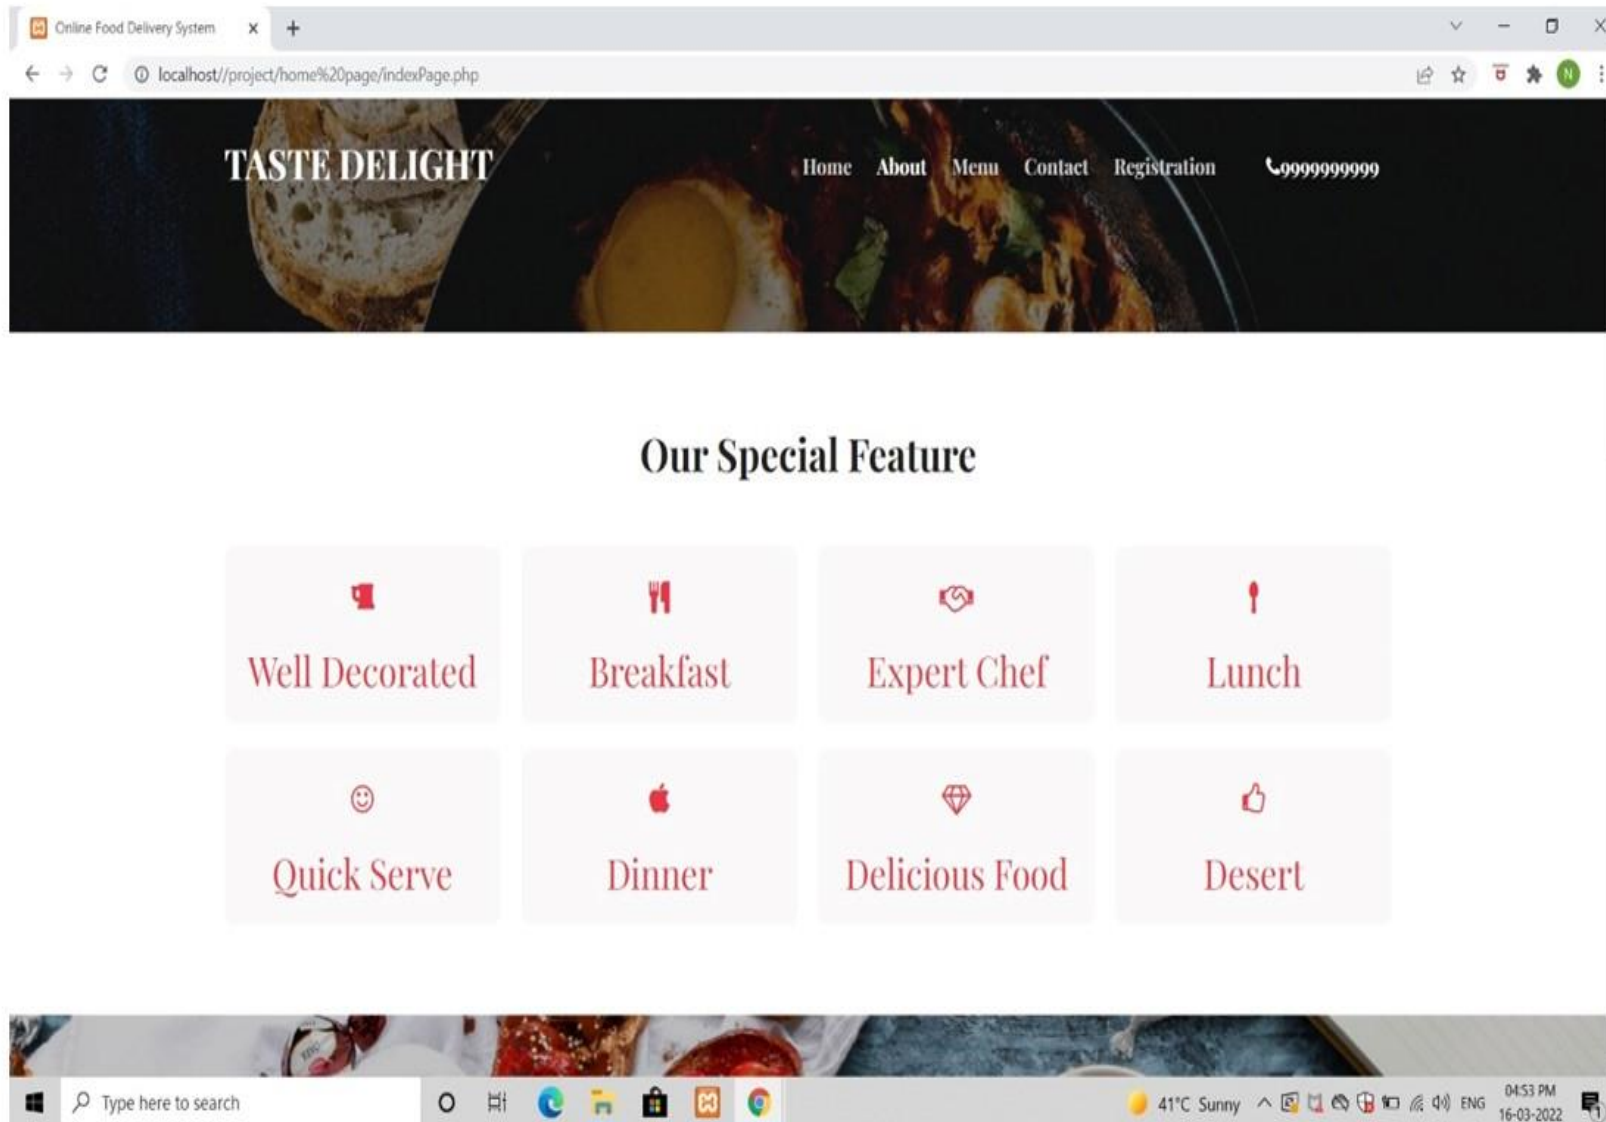 Online Food Delivery System
localhost//project/home%20page/indexPage.php
N
TASTE DELIGHT
Home About Menu Contact Registration 9999999999
Our Special Feature
Well Decorated Breakfast Expert Chef Lunch
Quick Serve Dinner Delicious Food Desert
Type here to search
41°C Sunny
ENG
04:53 PM
16-03-2022
1